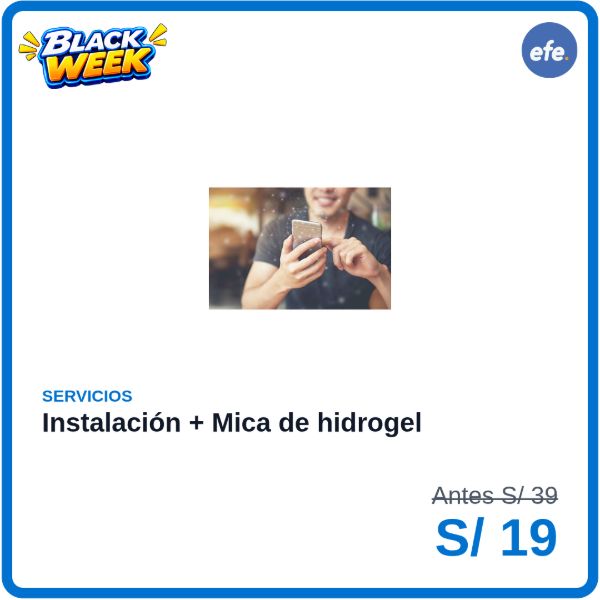 BLACK
WEEK
efe.
SERVICIOS
Instalación + Mica de hidrogel
Antes S/ 39
S/ 19